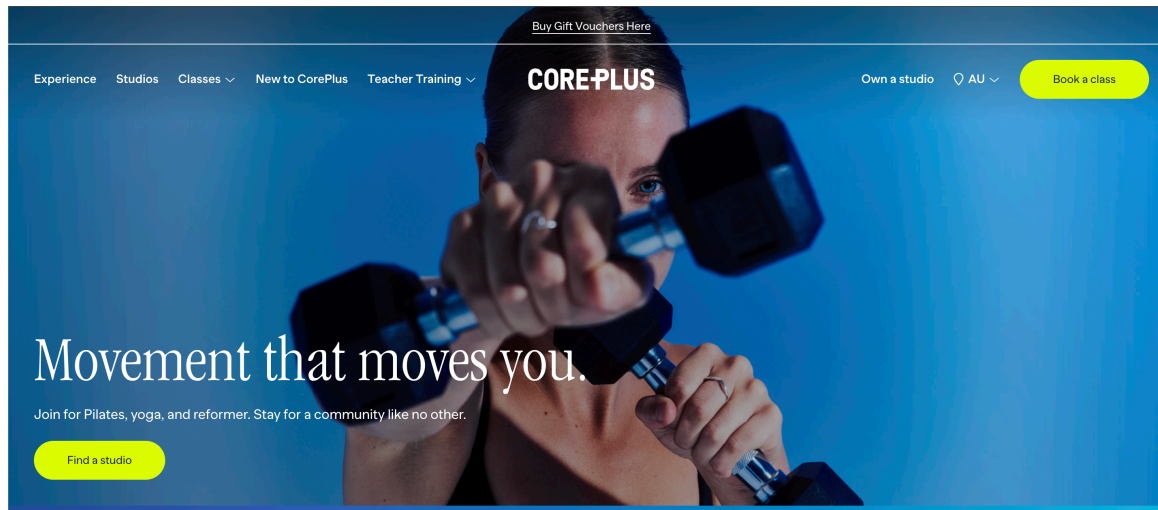 Buy Gift Vouchers Here
Experience Studios Classes New to CorePlus Teacher Training COREPLUS Own a studio AU Book a class
Movement that moves you.
Join for Pilates, yoga, and reformer. Stay for a community like no other.
Find a studio